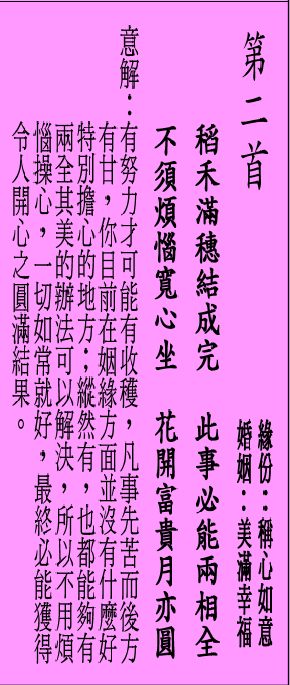 第二首
緣份：稱心如意
婚姻：美滿幸福
稻禾滿穗結成完　此事必能兩相全
不須煩惱寬心坐　花開富貴月亦圓
意解：有努力才可能有收穫，凡事先苦而後方
有甘，你目前在姻緣方面並沒有什麼好
特別擔心的地方；縱然有，也都能夠有
兩全其美的辦法可以解決，所以不用煩
惱操心，一切如常就好，最終必能獲得
令人開心之圓滿結果。